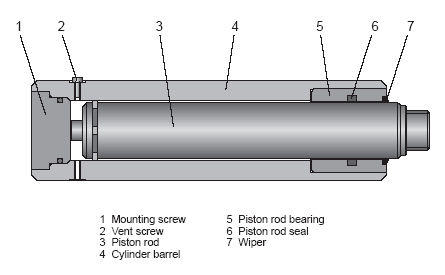 1 2 3 4 5 6 7
1 Mounting screw
2 Vent screw
3 Piston rod
4 Cylinder barrel
5 Piston rod bearing
6 Piston rod seal
7 Wiper